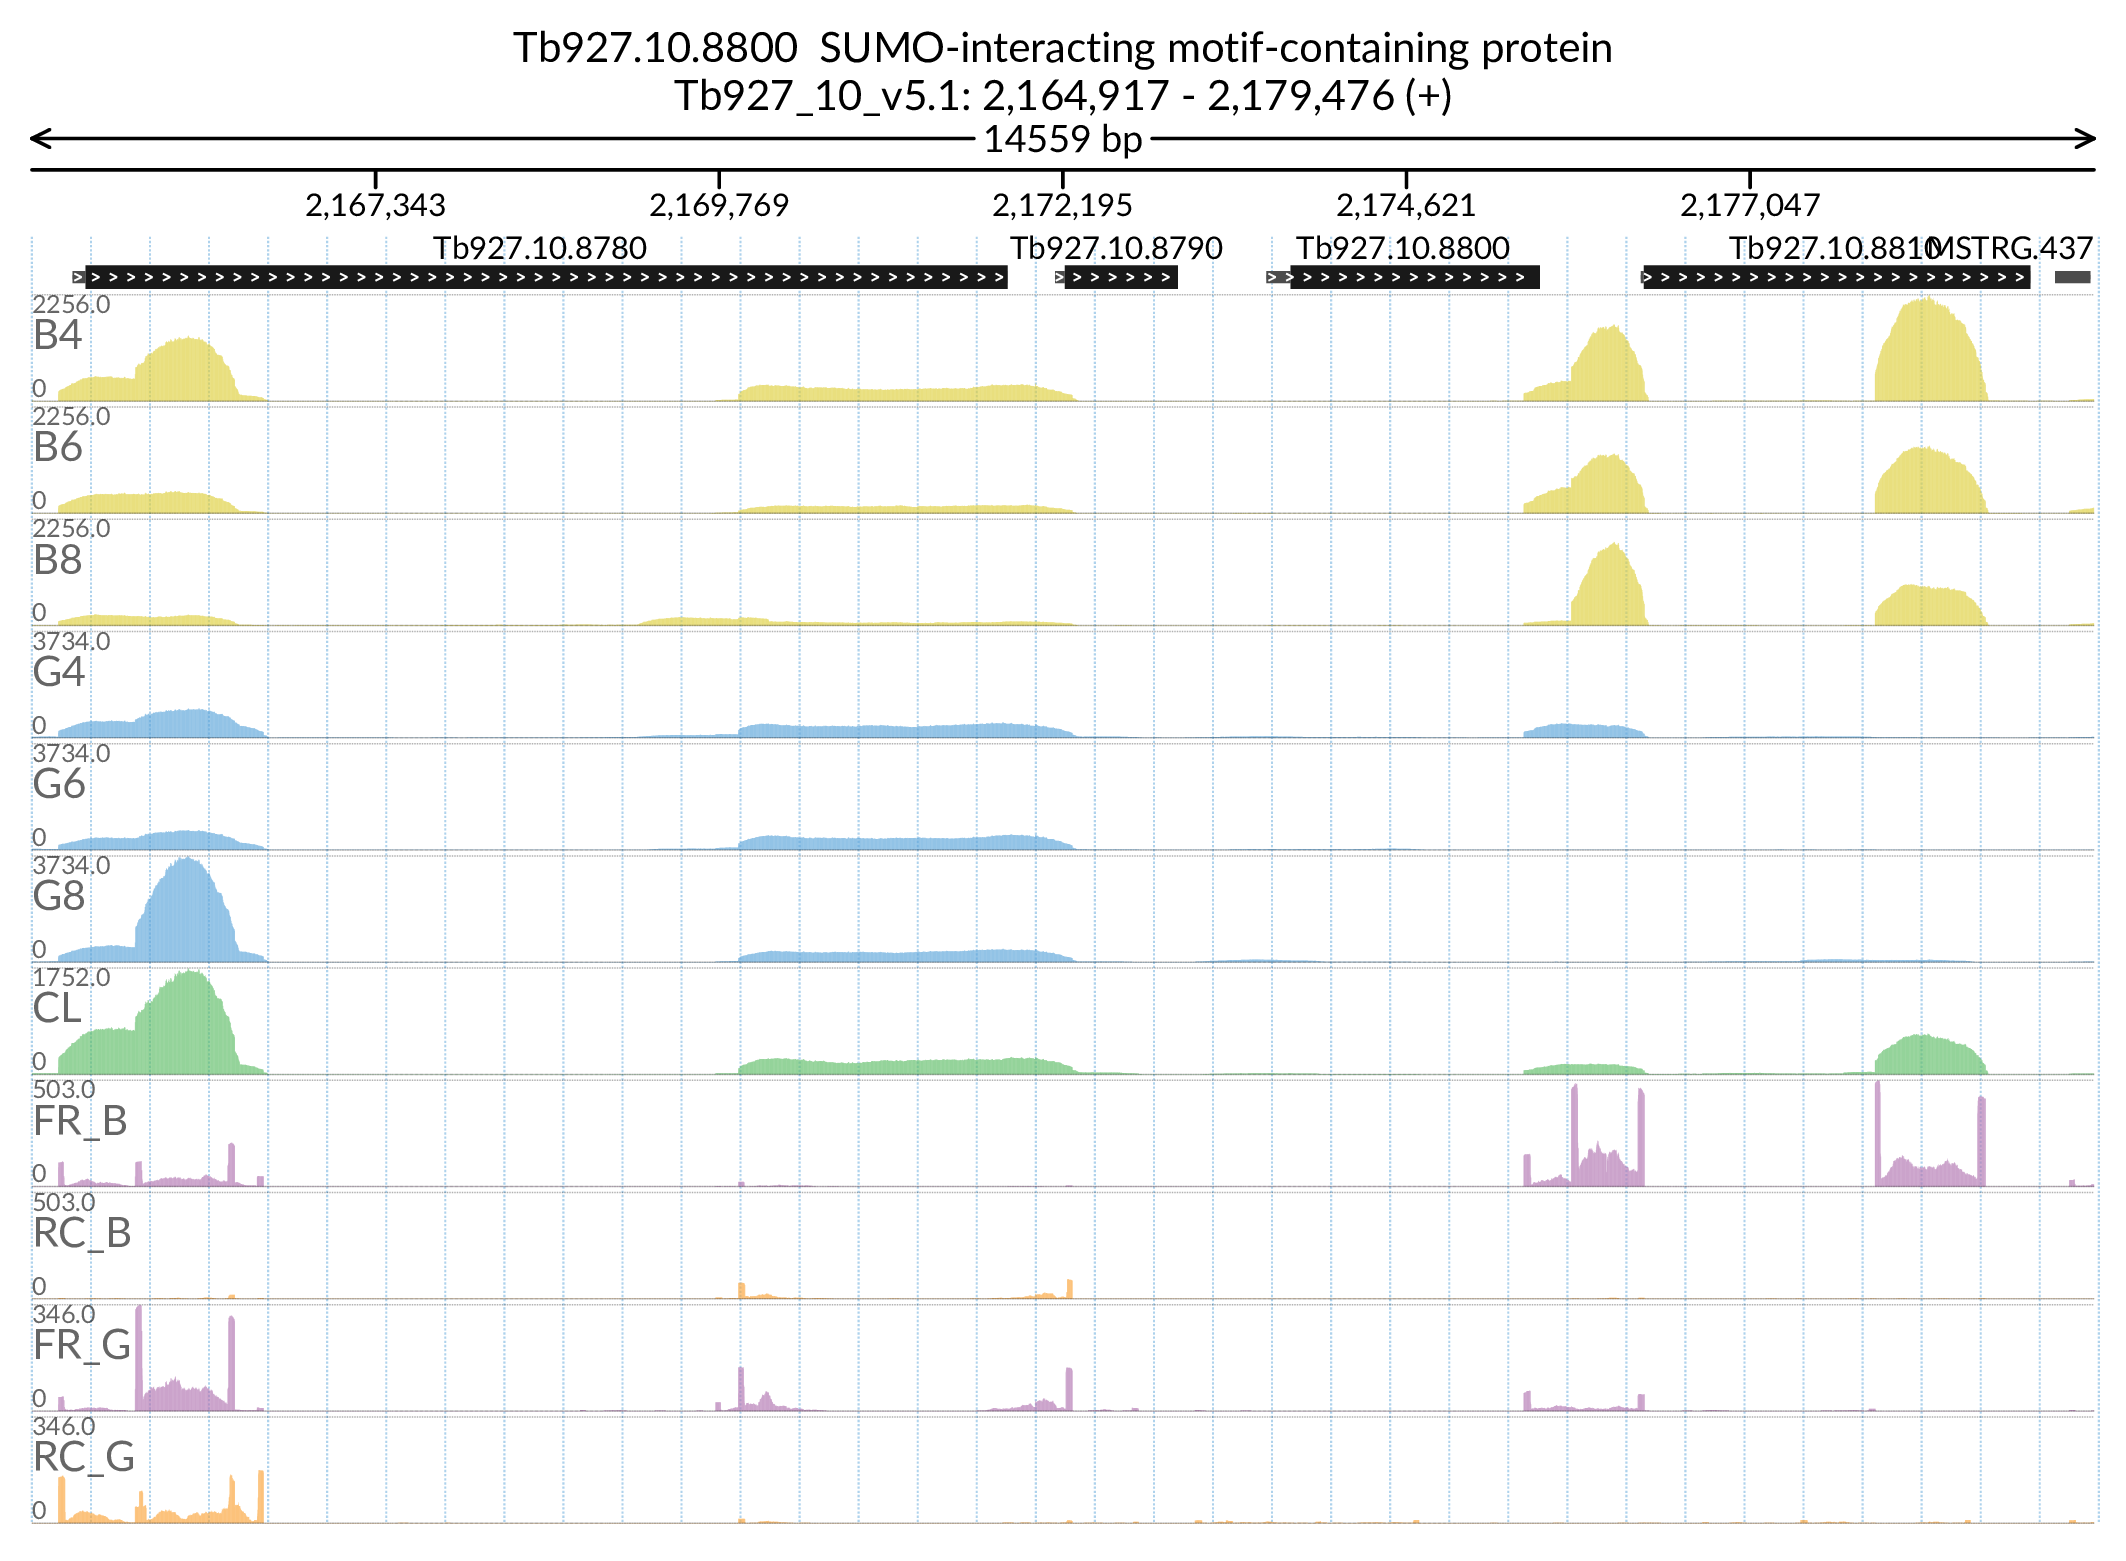 Tb927.10.8800 SUMO-interacting motif-containing protein
Tb927_10_v5.1: 2,164,917 - 2,179,476 (+)
14559 bp
2,167,343 2,169,769 2,172,195 2,174,621 2,177,047
Tb927.10.8780 Tb927.10.8790 Tb927.10.8800 Tb927.10.8810 MSTRG.437
2256.0
B4
0
2256.0
B6
0
2256.0
B8
0
3734.0
G4
0
3734.0
G6
0
3734.0
G8
0
1752.0
CL
0
503.0
FR_B
0
503.0
RC_B
0
346.0
FR_G
0
346.0
RC_G
0